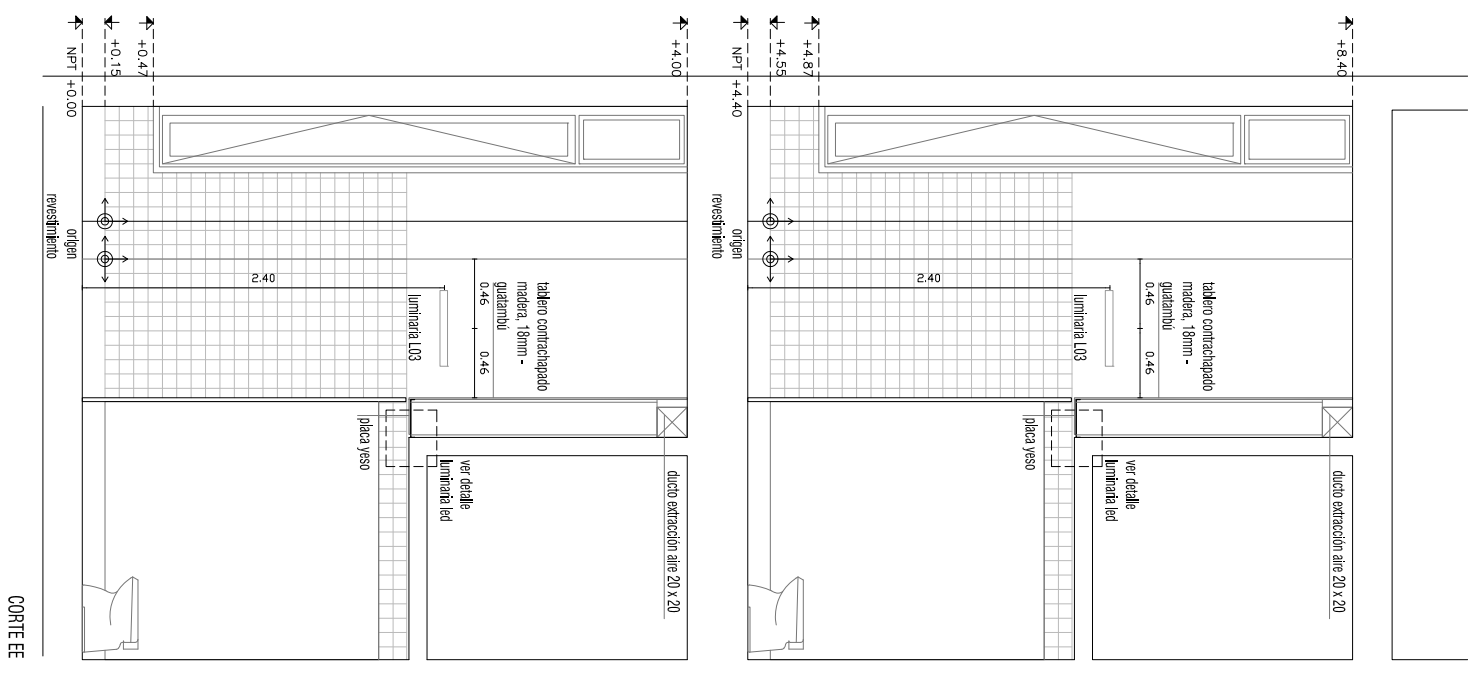 +8.40
+4.87
+4.55
NPT +4.40
+4.00
+0.47
+0.15
NPT +0.00
origen
revestimiento
2.40
luminaria L03
0.46
0.46
tablero contrachapado
madera, 18mm -
guatambú
placa yeso
ver detalle
luminaria led
ducto extracción aire 20 x 20
origen
revestimiento
2.40
luminaria L03
0.46
0.46
tablero contrachapado
madera, 18mm -
guatambú
placa yeso
ver detalle
luminaria led
ducto extracción aire 20 x 20
CORTE EE